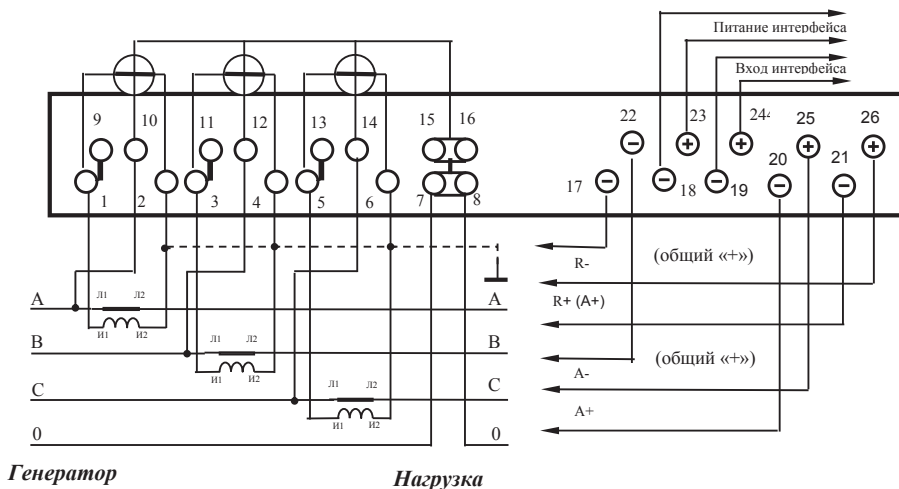 Питание интерфейса
Вход интерфейса
9 10 11 12 13 14 15 16 22 23 24 25 26
1 2 3 4 5 6 7 8 17 18 19 20 21
R- (общий «+»)
A Л1 Л2 A R+ (A+)
И1 И2
B Л1 Л2 B (общий «+»)
И1 И2 A-
C Л1 Л2 C
И1 И2 A+
0 0
Генератор Нагрузка